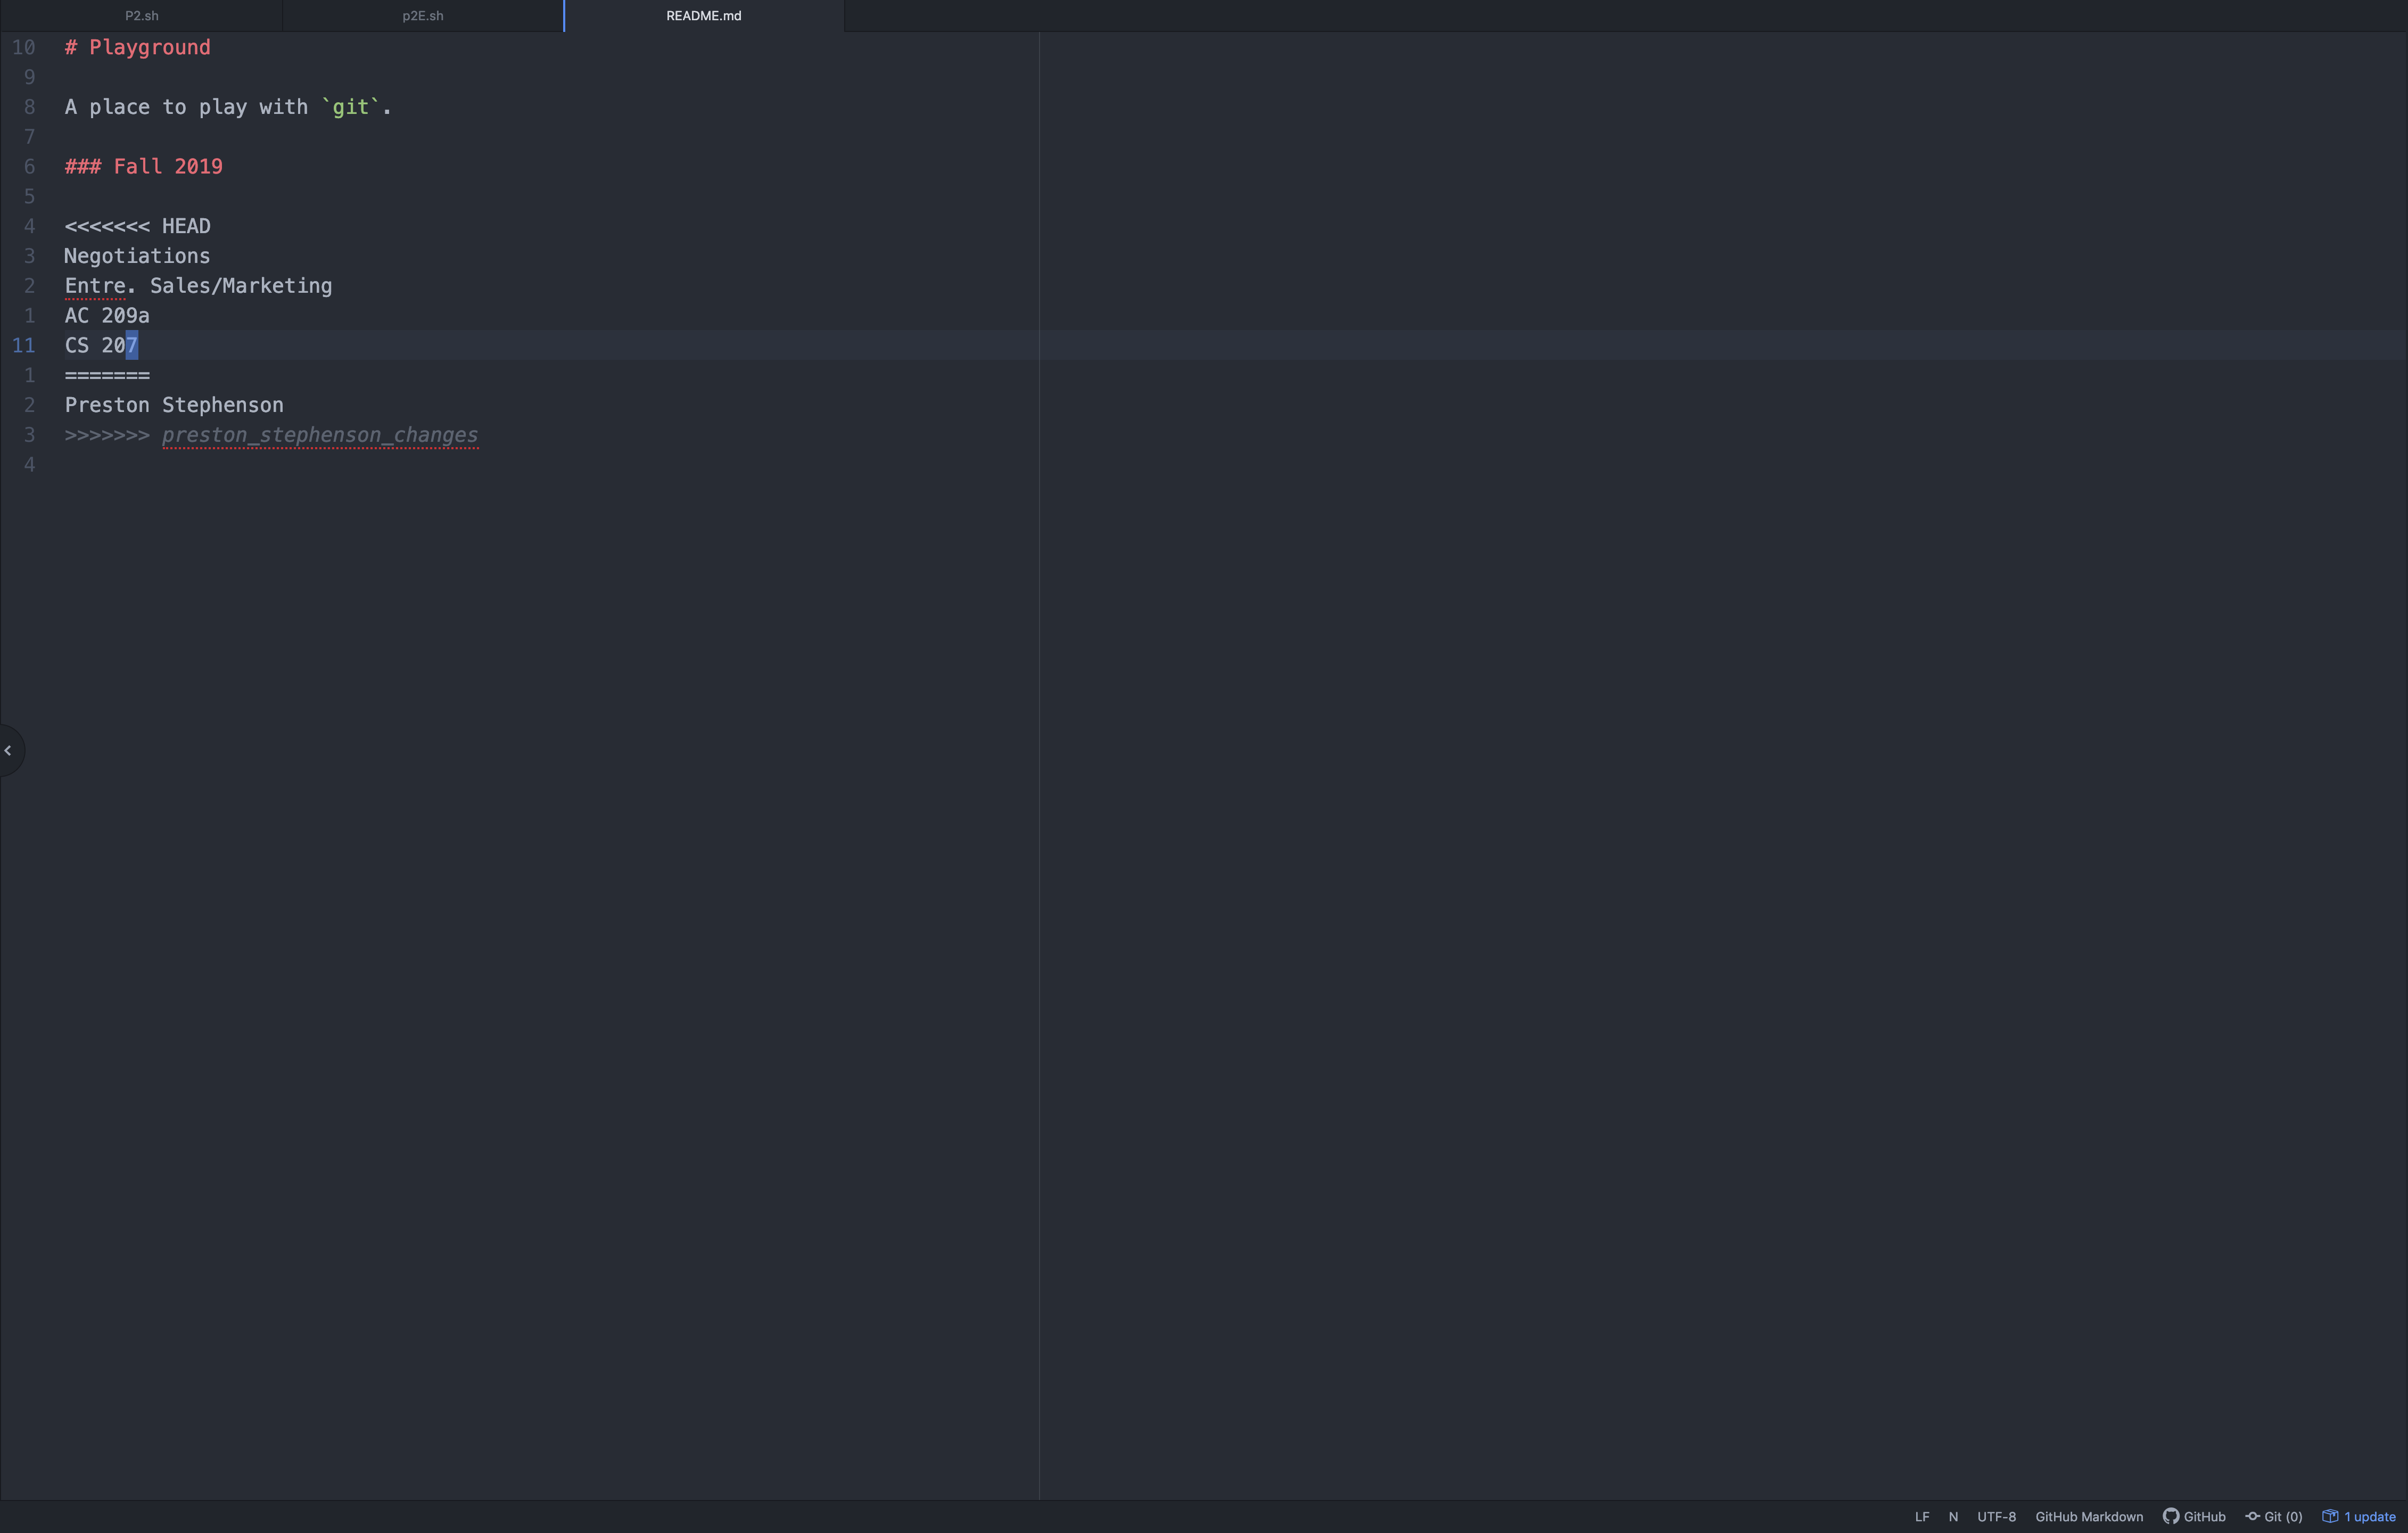 P2.sh
p2E.sh
README.md
10 # Playground
9
8 A place to play with `git`.
7
6 ### Fall 2019
5
4 <<<<<<< HEAD
3 Negotiations
2 Entre. Sales/Marketing
1 AC 209a
11 CS 207
1 =======
2 Preston Stephenson
3 >>>>>>> preston_stephenson_changes
4
LF N UTF-8 GitHub Markdown GitHub Git (0) 1 update